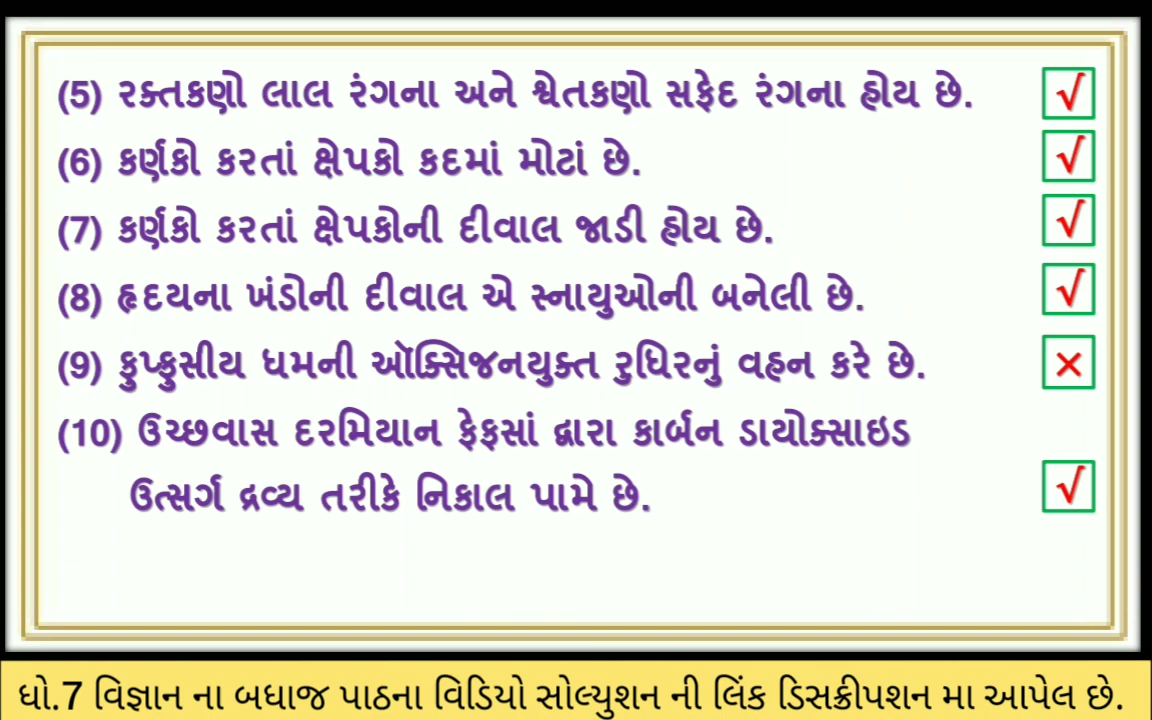 (5) રક્તકણો લાલ રંગના અને શ્વેતકણો સફેદ રંગના હોય છે. √
(6) કર્ણકો કરતાં ક્ષેપકો કદમાં મોટાં છે. √
(7) કર્ણકો કરતાં ક્ષેપકોની દીવાલ જાડી હોય છે. √
(8) હૃદયના ખંડોની દીવાલ એ સ્નાયુઓની બનેલી છે. √
(9) ફુપ્ફુસીય ધમની ઑક્સિજનયુક્ત રુધિરનું વહન કરે છે. ×
(10) ઉચ્છવાસ દરમિયાન ફેફસાં દ્વારા કાર્બન ડાયોક્સાઇડ
ઉત્સર્ગ દ્રવ્ય તરીકે નિકાલ પામે છે. √
ધો.7 વિજ્ઞાન ના બધાજ પાઠના વિડિયો સોલ્યુશન ની લિંક ડિસક્રીપશન મા આપેલ છે.